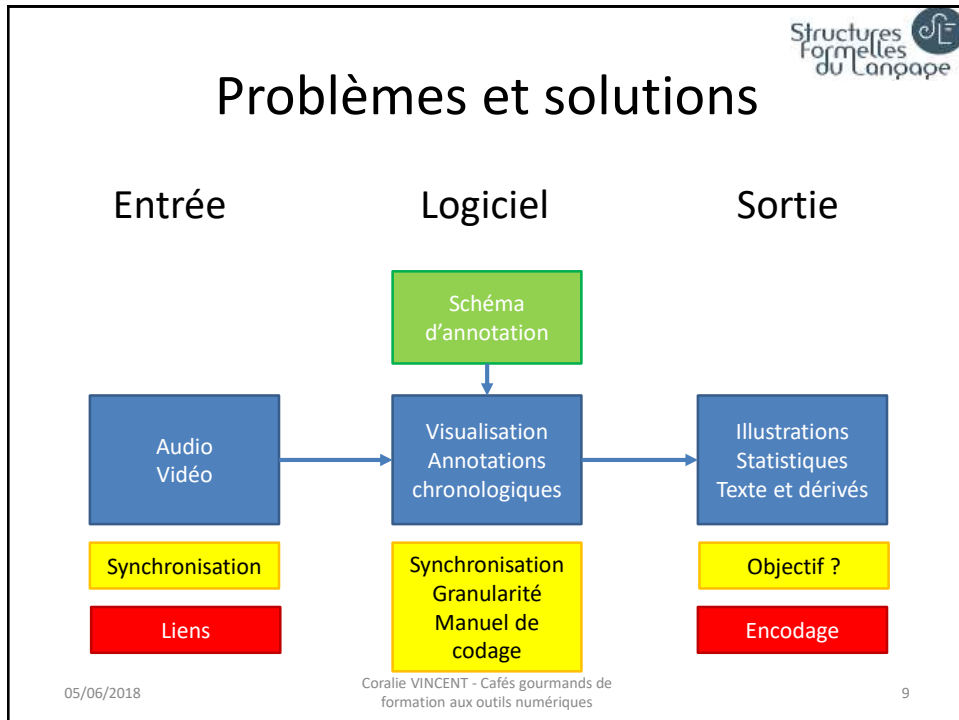 Structures
Formelles
du Langage
SFL
Problèmes et solutions
Entrée
Logiciel
Sortie
Schéma
d’annotation
Audio
Vidéo
Visualisation
Annotations
chronologiques
Illustrations
Statistiques
Texte et dérivés
Synchronisation
Liens
Synchronisation
Granularité
Manuel de
codage
Objectif ?
Encodage
05/06/2018
Coralie VINCENT - Cafés gourmands de
formation aux outils numériques
9